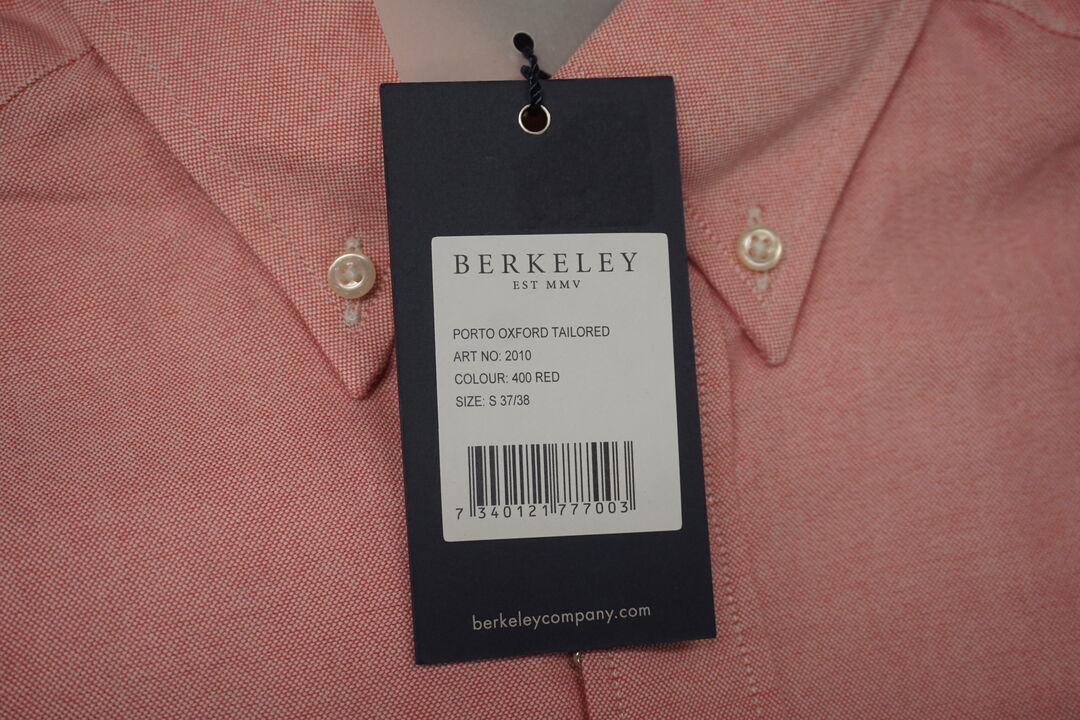 BERKELEY
EST MMV
PORTO OXFORD TAILORED
ART NO: 2010
COLOUR: 400 RED
SIZE: S 37/38
7 340121 777003
berkeleycompany.com